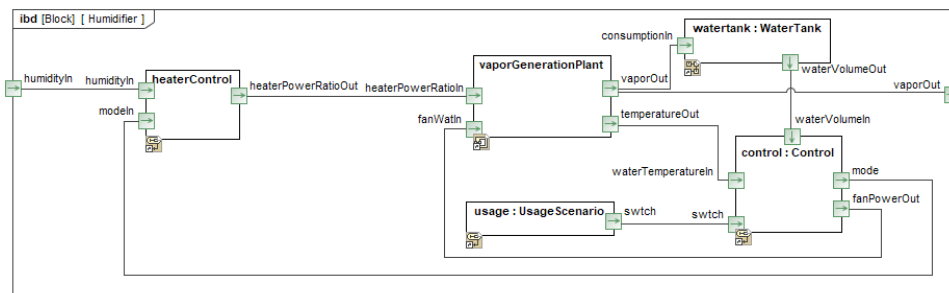 ibd [Block] [ Humidifier ]
watertank : WaterTank
consumptionIn
humidityIn
humidityIn
heaterControl
vaporGenerationPlant
waterVolumeOut
heaterPowerRatioOut
heaterPowerRatioIn
vaporOut
vaporOut
modeIn
fanWatIn
temperatureOut
waterVolumeIn
control : Control
waterTemperatureIn
mode
fanPowerOut
usage : UsageScenario
swtch
swtch